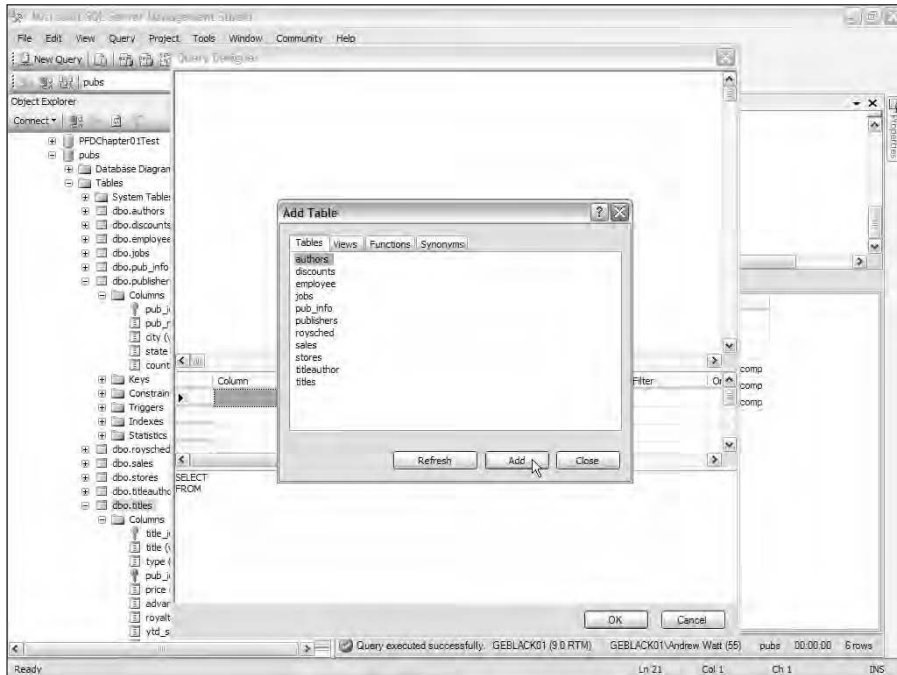 Microsoft SQL Server Management Studio
File Edit View Query Project Tools Window Community Help
New Query
Query Designer
pubs
Object Explorer
Connect
PFDChapter01Test
pubs
Database Diagran
Tables
System Table
dbo.authors
dbo.discounts
dbo.employee
dbo.jobs
dbo.pub_info
dbo.publisher
Columns
pub_i
pub_n
city (v
state
count
Keys
Constrain
Triggers
Indexes
Statistics
dbo.roysched
dbo.sales
dbo.stores
dbo.titleautho
dbo.titles
Columns
title_i
title (v
type (
pub_i
price
advan
royalt
ytd_s
Properties
Add Table
Tables Views Functions Synonyms
authors
discounts
employee
jobs
pub_info
publishers
roysched
sales
stores
titleauthor
titles
Refresh Add Close
Column Filter Or
comp
comp
comp
SELECT
FROM
OK Cancel
Query executed successfully. GEBLACK01 (9.0 RTM) GEBLACK01\Andrew Watt (55) pubs 00:00:00 6 rows
Ready Ln 21 Col 1 Ch 1 INS